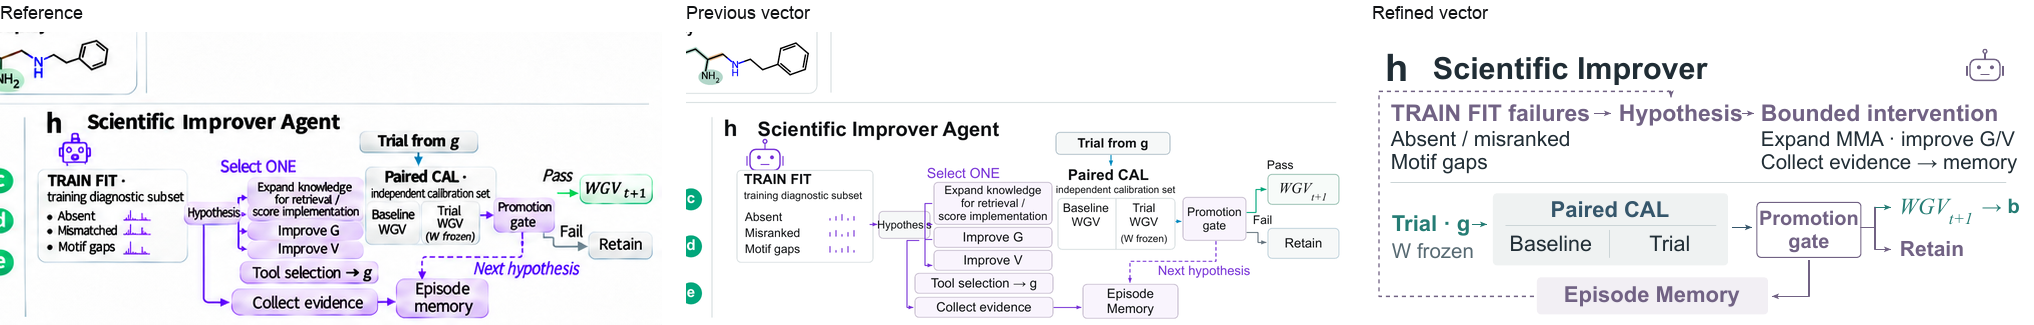 Reference
NH
H
NH2
h Scientific Improver Agent
c
d
e
TRAIN FIT ·
training diagnostic subset
• Absent
• Mismatched
• Motif gaps
Hypothesis
Select ONE
Expand knowledge
for retrieval /
score implementation
Improve G
Improve V
Tool selection → g
Collect evidence
Trial from g
Paired CAL ·
independent calibration set
Baseline
WGV
Trial
WGV
(W frozen)
Promotion
gate
Pass
WGV t+1
Fail
Retain
Next hypothesis
Episode
memory
Previous vector
N
H
NH2
h Scientific Improver Agent
c
d
e
TRAIN FIT
training diagnostic subset
Absent
Misranked
Motif gaps
Hypothesis
Select ONE
Expand knowledge
for retrieval /
score implementation
Improve G
Improve V
Tool selection → g
Collect evidence
Trial from g
Paired CAL
independent calibration set
Baseline
WGV
Trial
WGV
(W frozen)
Promotion
gate
Pass
WGV t+1
Fail
Retain
Next hypothesis
Episode
Memory
Refined vector
h Scientific Improver
TRAIN FIT failures → Hypothesis → Bounded intervention
Absent / misranked
Motif gaps
Expand MMA · improve G/V
Collect evidence → memory
Trial · g →
W frozen
Paired CAL
Baseline
Trial
Promotion
gate
WGV t+1 → b
Retain
Episode Memory